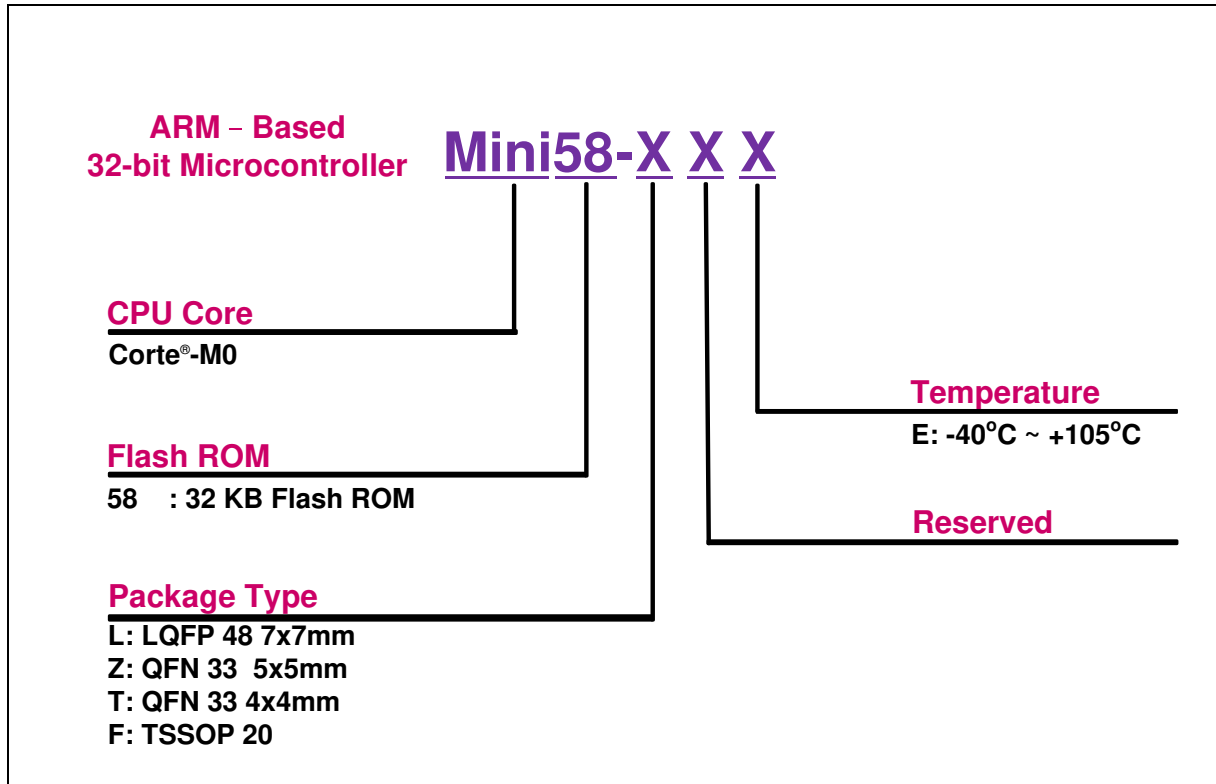 ARM – Based
32-bit Microcontroller
Mini58-X X X
CPU Core
Corte®-M0
Temperature
E: -40°C ~ +105°C
Flash ROM
58 : 32 KB Flash ROM
Reserved
Package Type
L: LQFP 48 7x7mm
Z: QFN 33 5x5mm
T: QFN 33 4x4mm
F: TSSOP 20